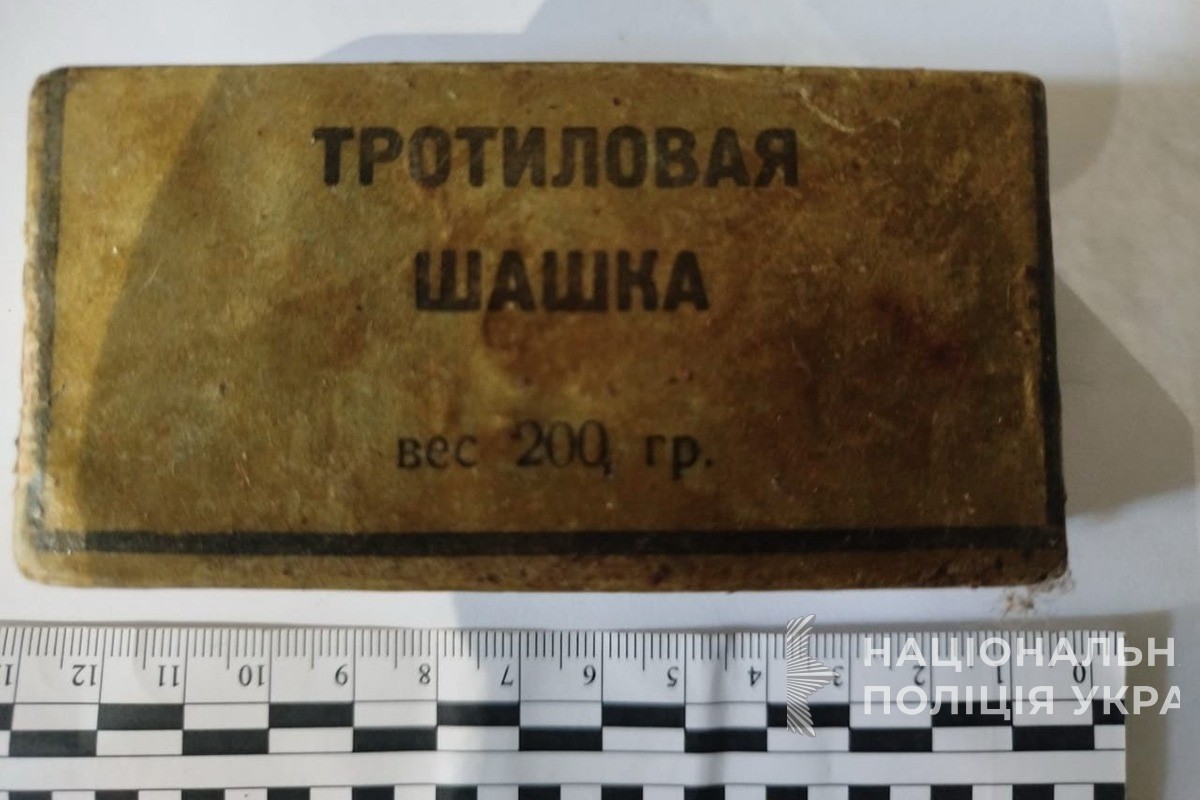 ТРОТИЛОВАЯ
ШАШКА
вес 200, гр.
НАЦІОНАЛЬН
ПОЛІЦІЯ УКРА
12 11 10 9 8 7 6 5 4 3 2 1 0